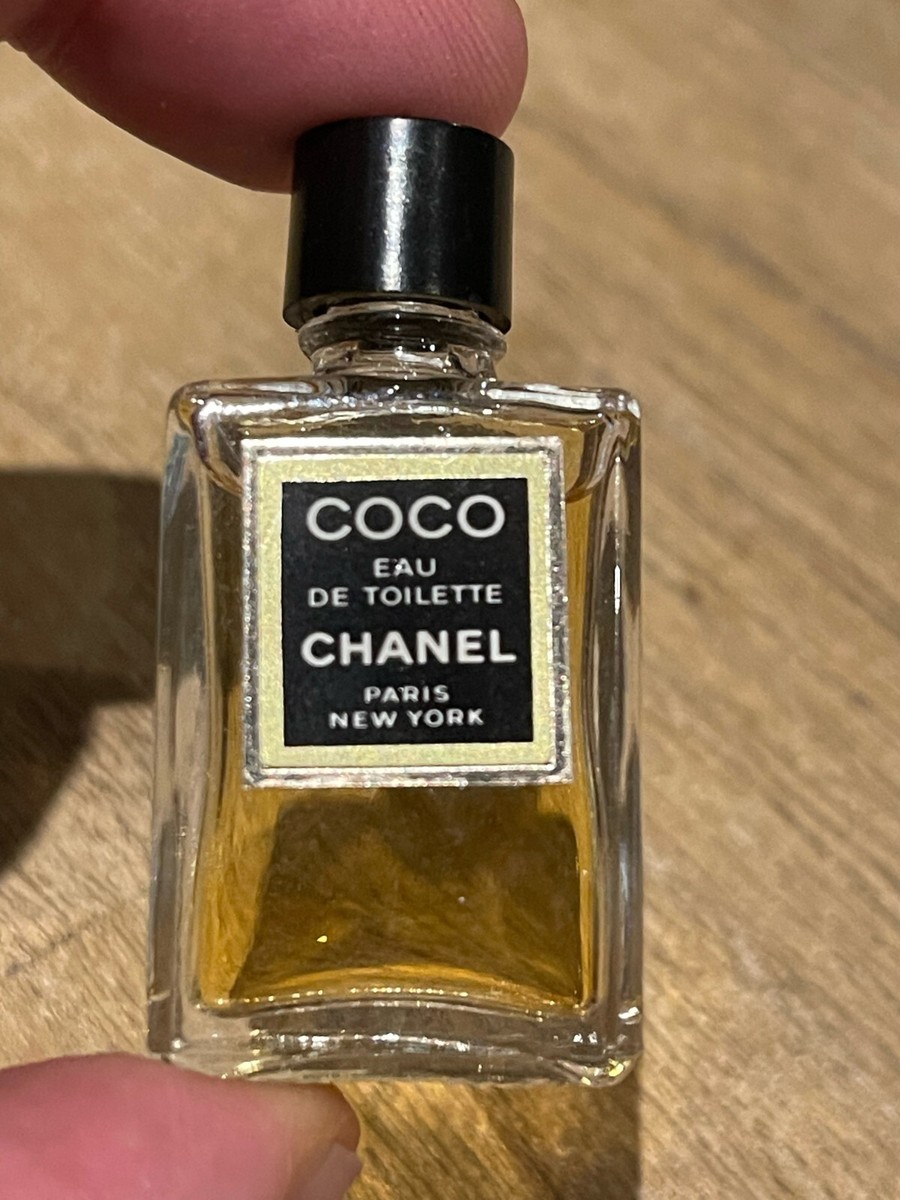 COCO
EAU
DE TOILETTE
CHANEL
PARIS
NEW YORK